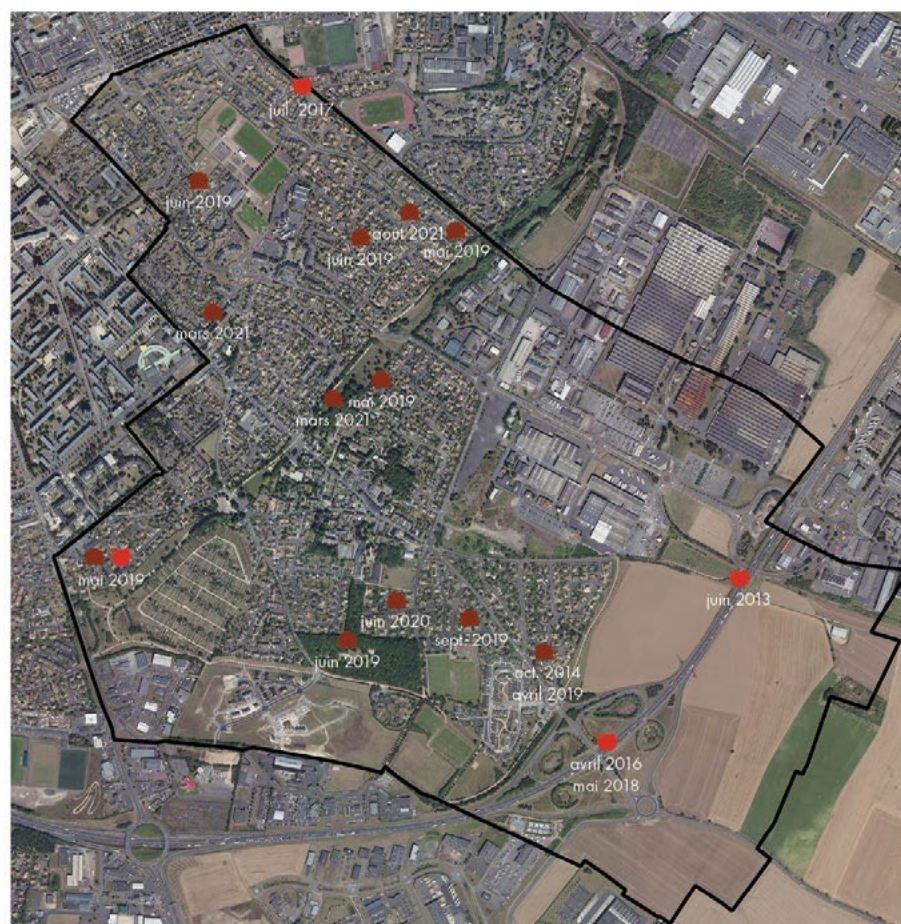 juil. 2017
juin 2019
aout 2021
juin 2019
mai 2019
mars 2021
mai 2019
mars 2021
mai 2019
juin 2013
juin 2020
sept. 2019
juin 2019
oct. 2014
avril 2019
avril 2016
mai 2018